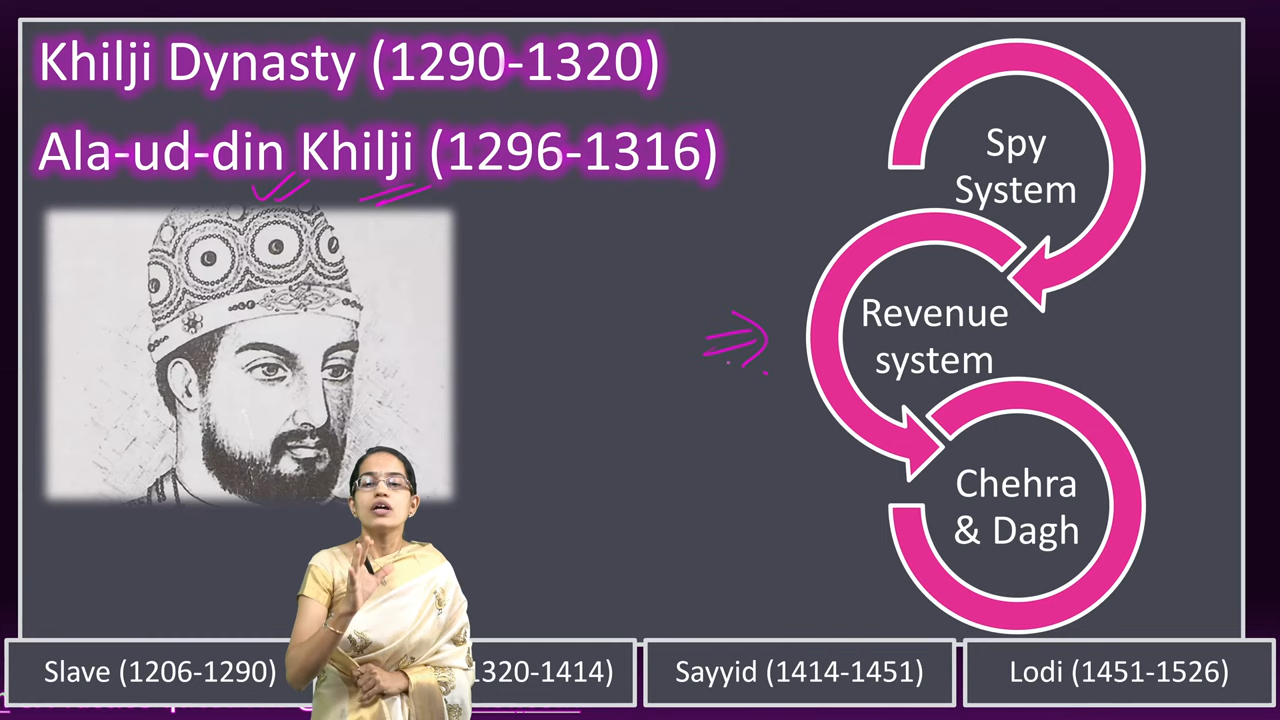 Khilji Dynasty (1290-1320)
Ala-ud-din Khilji (1296-1316)
Spy
System
Revenue
system
Chehra
& Dagh
Slave (1206-1290)
1320-1414)
Sayyid (1414-1451)
Lodi (1451-1526)